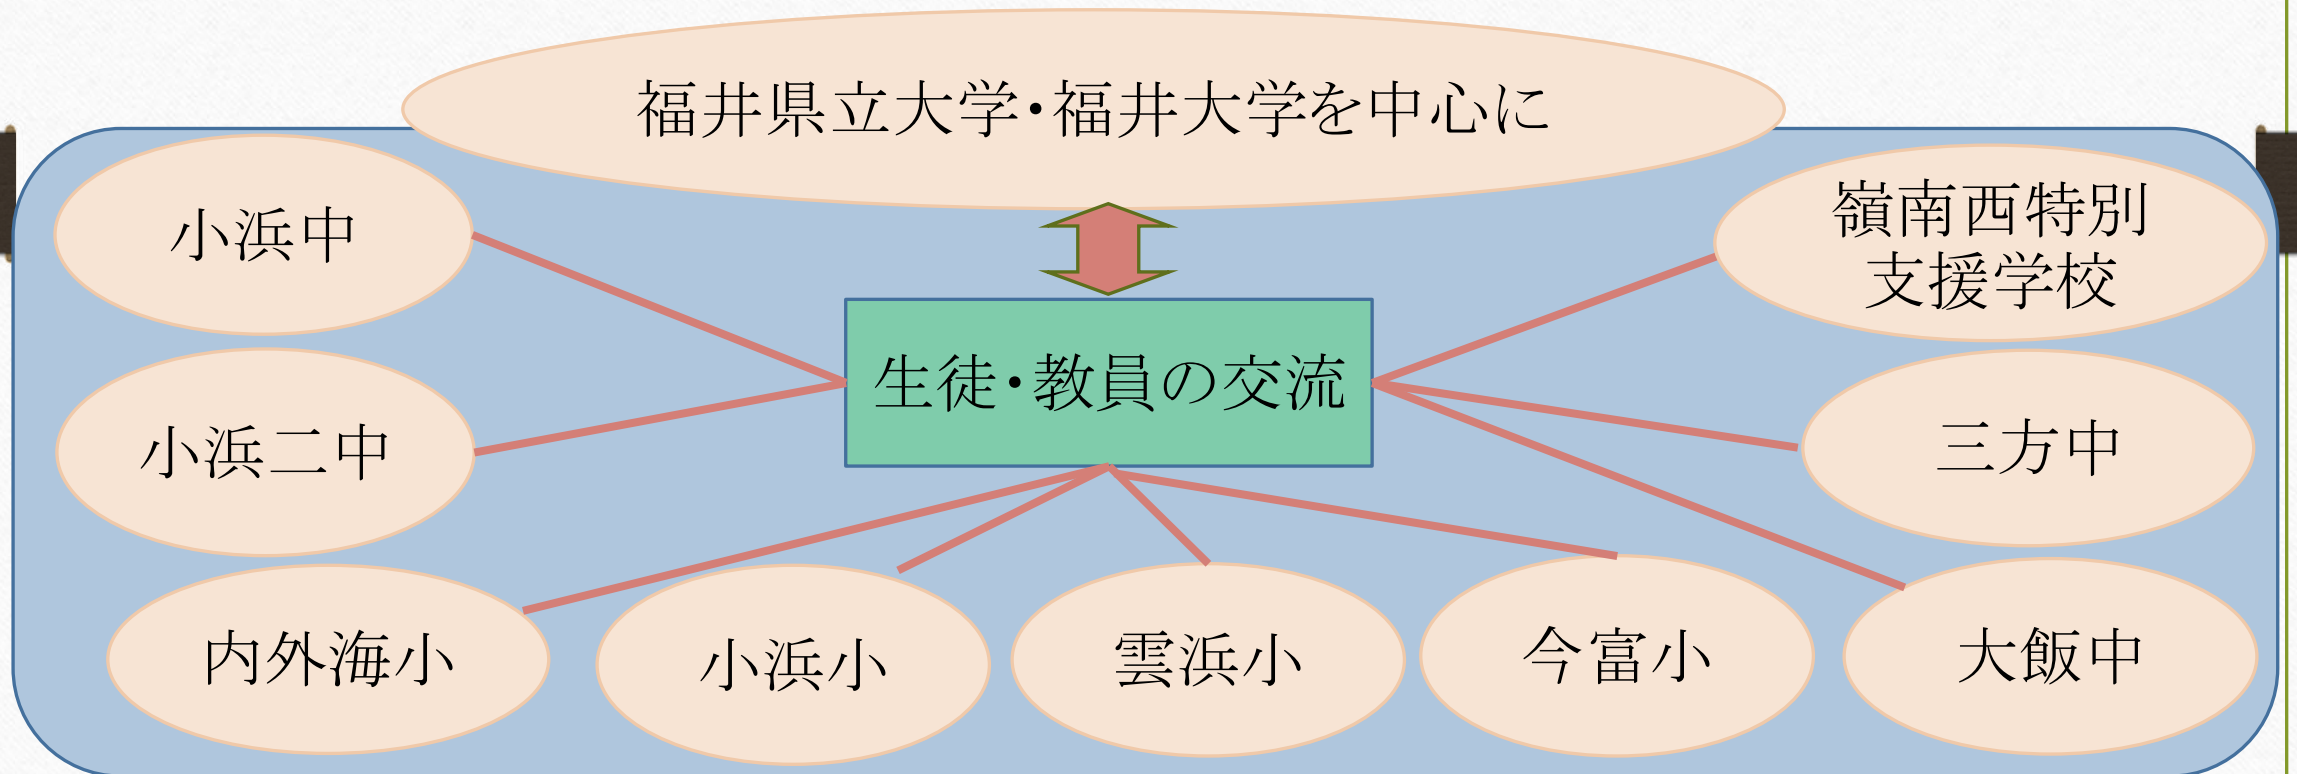 福井県立大学・福井大学を中心に
小浜中
嶺南西特別
支援学校
生徒・教員の交流
小浜二中
三方中
内外海小
小浜小
雲浜小
今富小
大飯中